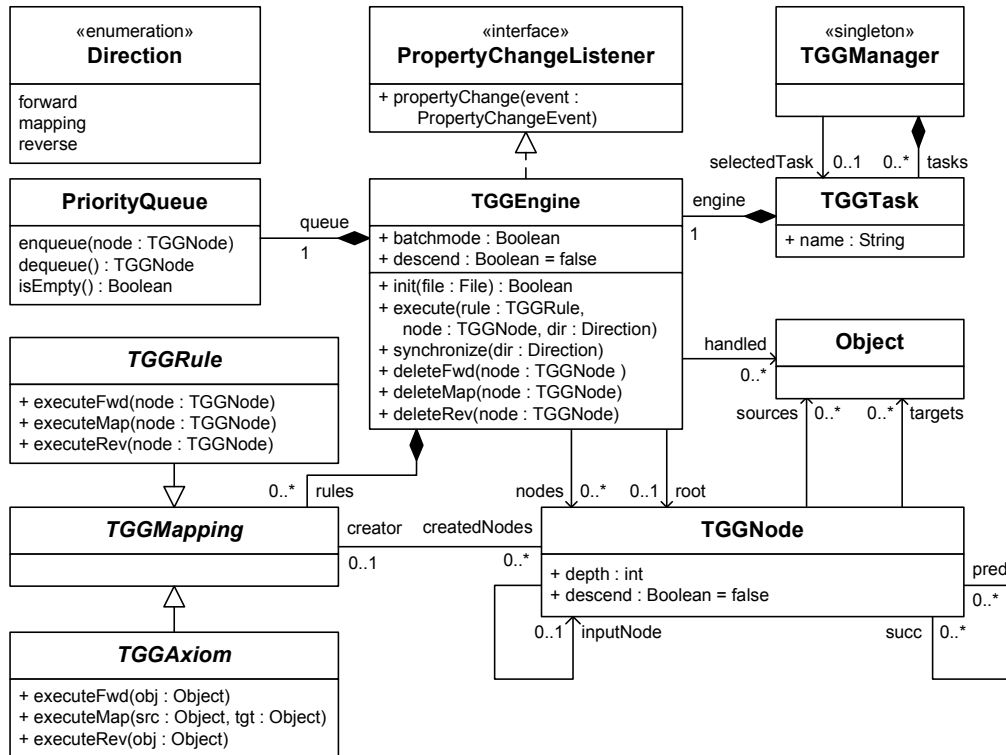 «enumeration»
Direction
forward
mapping
reverse
«interface»
PropertyChangeListener
+ propertyChange(event :
PropertyChangeEvent)
«singleton»
TGGManager
selectedTask
0..1
0..*
tasks
PriorityQueue
enqueue(node : TGGNode)
dequeue() : TGGNode
isEmpty() : Boolean
queue
1
TGGEngine
+ batchmode : Boolean
+ descend : Boolean = false
+ init(file : File) : Boolean
+ execute(rule : TGGRule,
node : TGGNode, dir : Direction)
+ synchronize(dir : Direction)
+ deleteFwd(node : TGGNode )
+ deleteMap(node : TGGNode)
+ deleteRev(node : TGGNode)
engine
1
TGGTask
+ name : String
handled
0..*
Object
sources
0..*
0..*
targets
TGGRule
+ executeFwd(node : TGGNode)
+ executeMap(node : TGGNode)
+ executeRev(node : TGGNode)
0..*
rules
nodes
0..*
0..1
root
TGGMapping
creator
0..1
createdNodes
0..*
TGGNode
+ depth : int
+ descend : Boolean = false
pred
0..*
0..1
inputNode
succ
0..*
TGGAxiom
+ executeFwd(obj : Object)
+ executeMap(src : Object, tgt : Object)
+ executeRev(obj : Object)